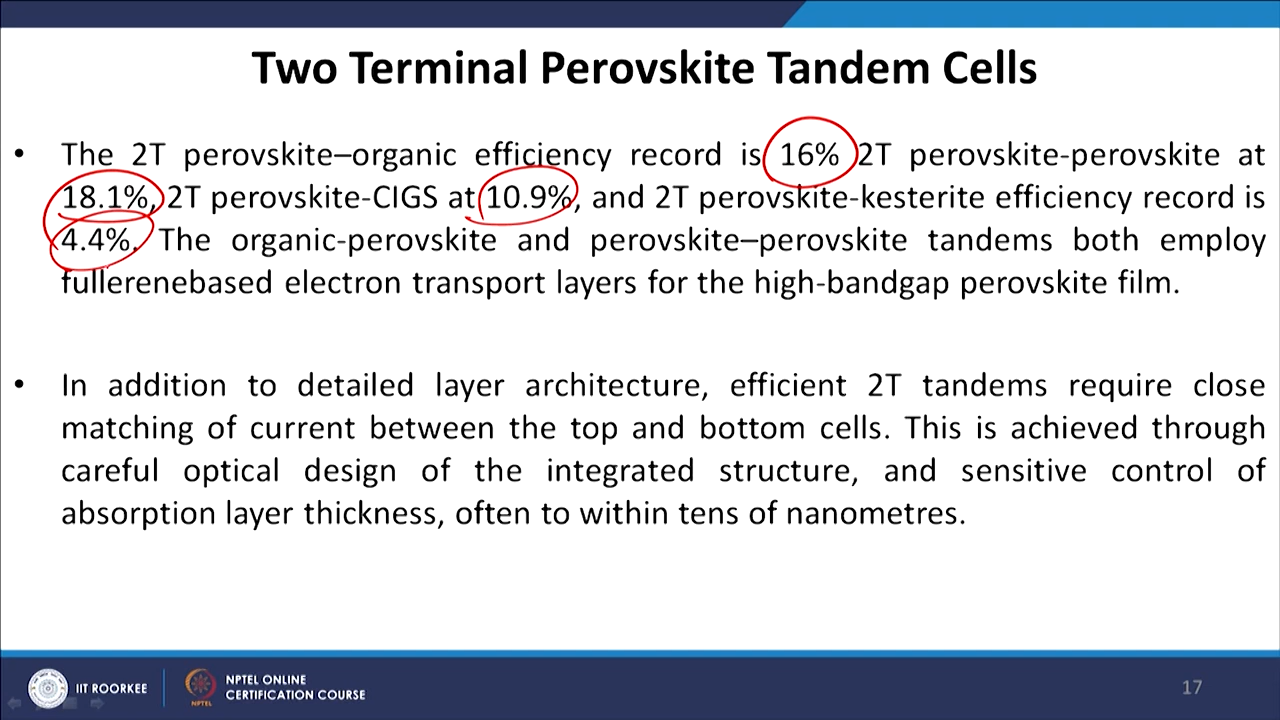 Two Terminal Perovskite Tandem Cells
• The 2T perovskite–organic efficiency record is 16% 2T perovskite-perovskite at
18.1%, 2T perovskite-CIGS at 10.9%, and 2T perovskite-kesterite efficiency record is
4.4%. The organic-perovskite and perovskite–perovskite tandems both employ
fullerenebased electron transport layers for the high-bandgap perovskite film.
• In addition to detailed layer architecture, efficient 2T tandems require close
matching of current between the top and bottom cells. This is achieved through
careful optical design of the integrated structure, and sensitive control of
absorption layer thickness, often to within tens of nanometres.
IIT ROORKEE
NPTEL
NPTEL ONLINE
CERTIFICATION COURSE
17